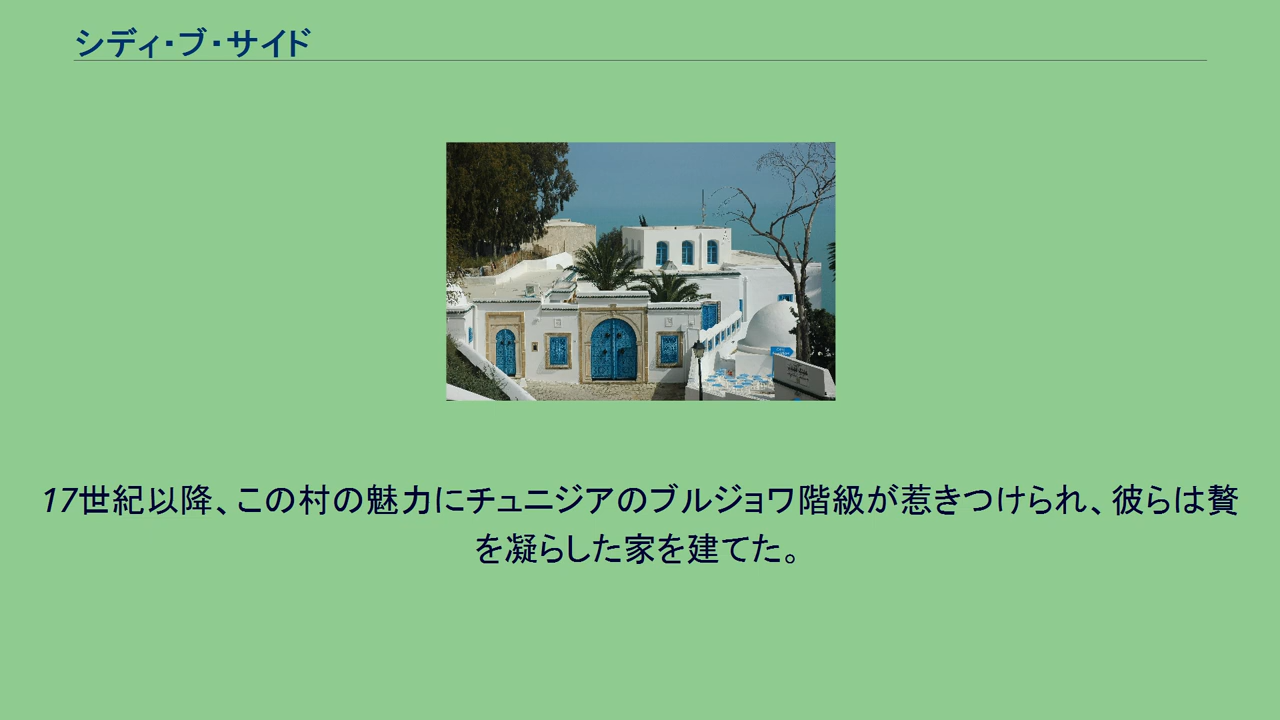 シディ・ブ・サイド
17世紀以降、この村の魅力にチュニジアのブルジョワ階級が惹きつけられ、彼らは贅
を凝らした家を建てた。